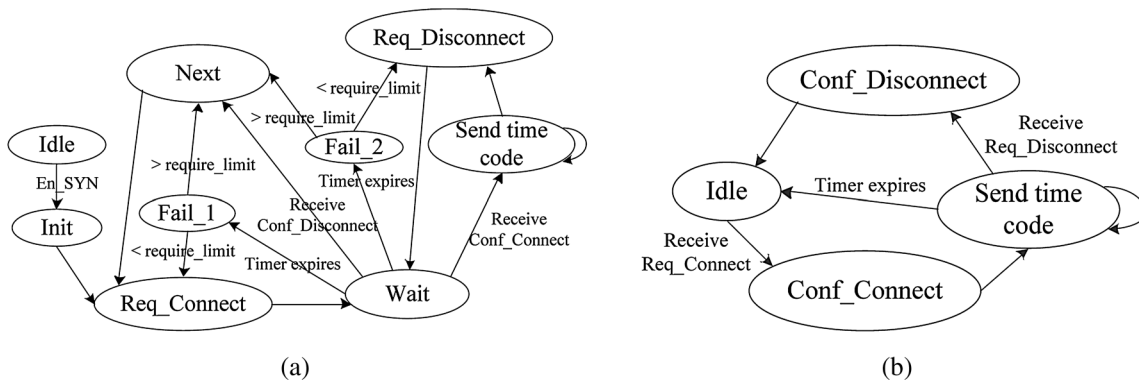 Req_Disconnect
Next
< require_limit
> require_limit
Idle
Fail_2
Send time
code
En_SYN
> require_limit
Timer expires
Init
Fail_1
Receive
Conf_Disconnect
Receive
Conf_Connect
< require_limit
Timer expires
Req_Connect
Wait
(a)
Conf_Disconnect
Receive
Req_Disconnect
Timer expires
Idle
Send time
code
Receive
Req_Connect
Conf_Connect
(b)